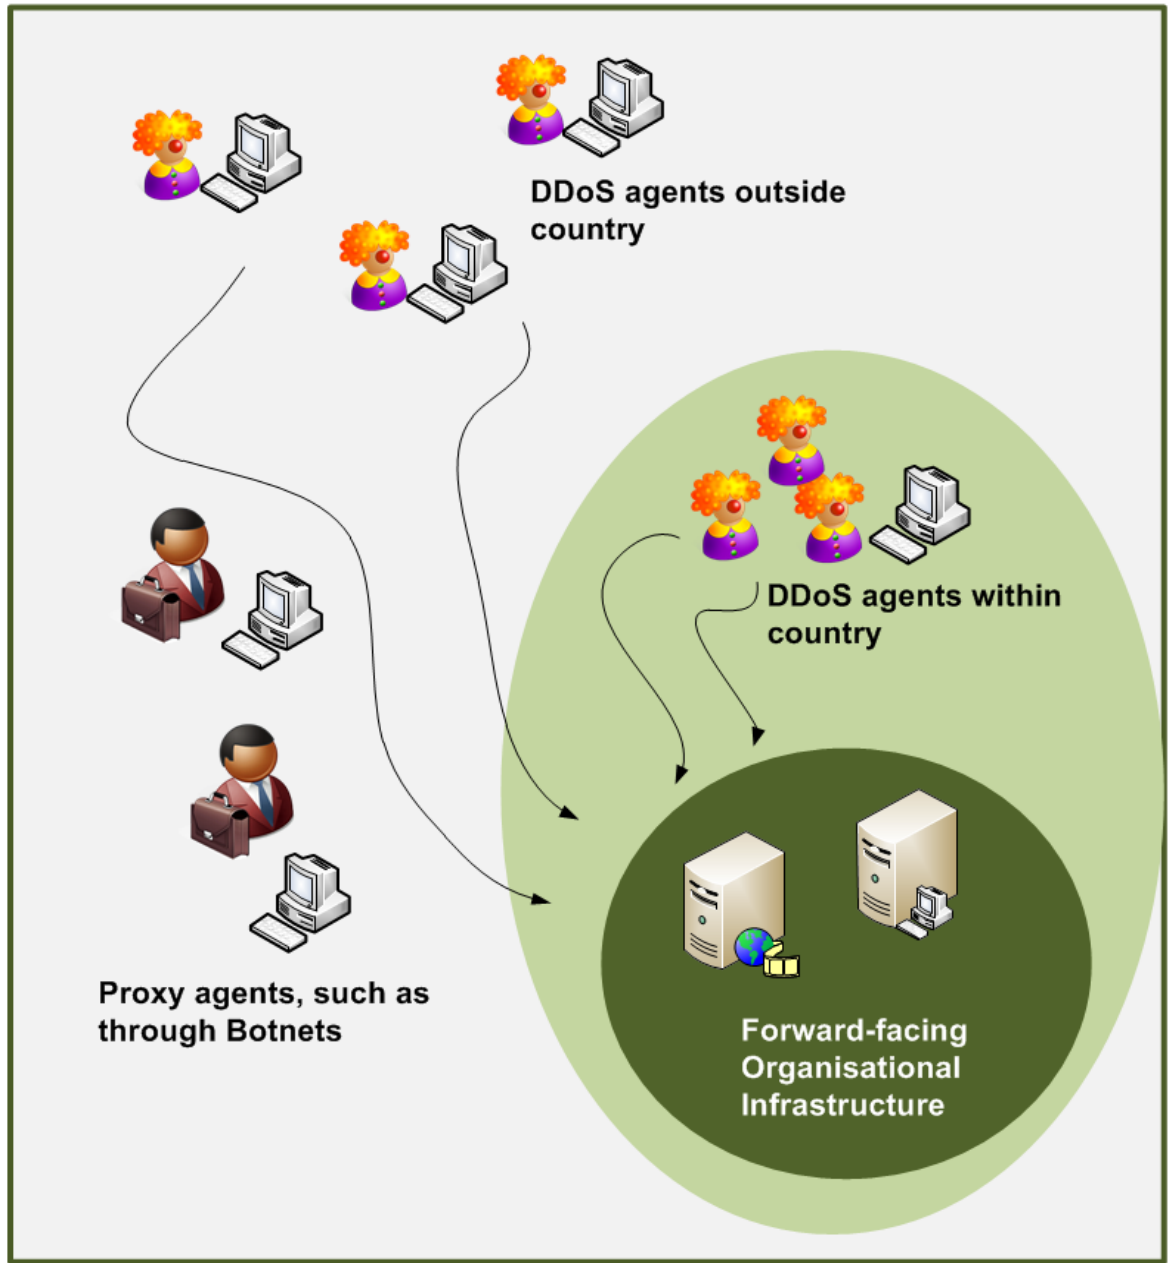 DDoS agents outside
country
DDoS agents within
country
Proxy agents, such as
through Botnets
Forward-facing
Organisational
Infrastructure